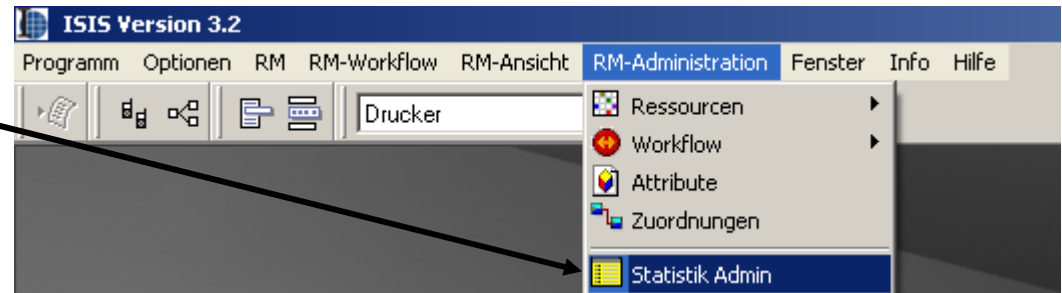 ISIS Version 3.2
Programm Optionen RM RM-Workflow RM-Ansicht RM-Administration Fenster Info Hilfe
Drucker
Ressourcen
Workflow
Attribute
Zuordnungen
Statistik Admin